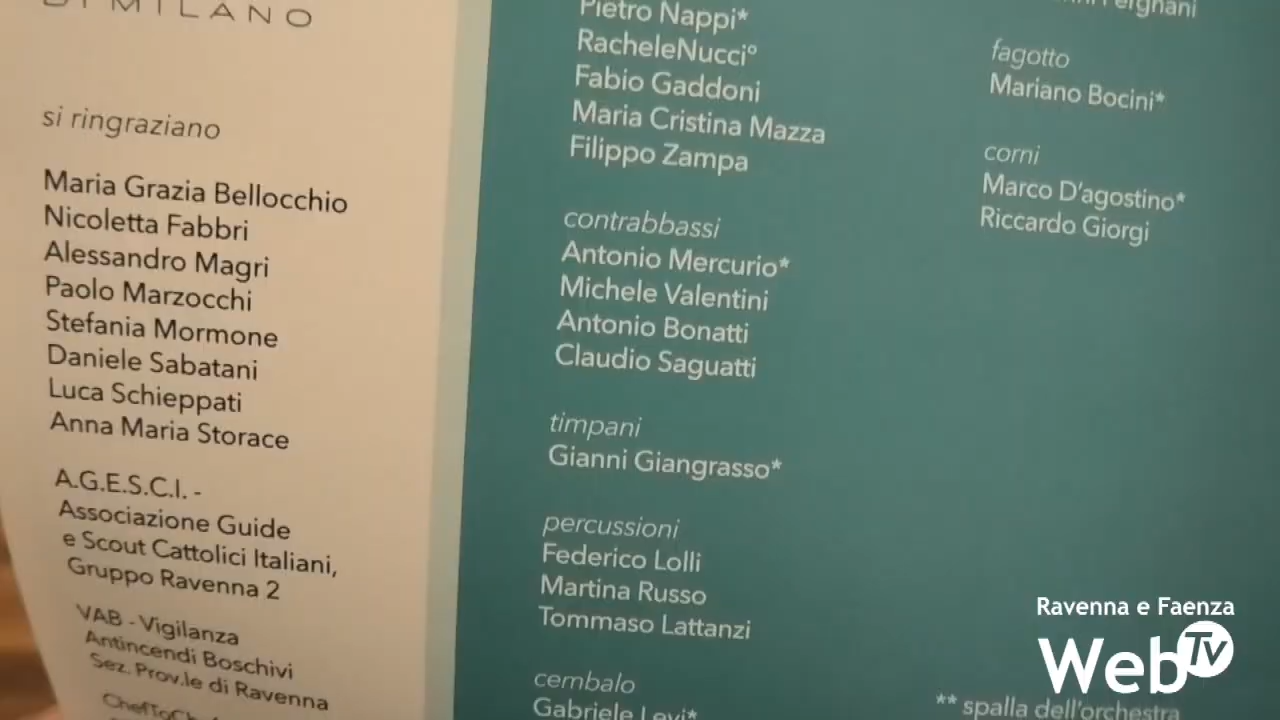 DI MILANO
si ringraziano
Maria Grazia Bellocchio
Nicoletta Fabbri
Alessandro Magri
Paolo Marzocchi
Stefania Mormone
Daniele Sabatani
Luca Schieppati
Anna Maria Storace
A.G.E.S.C.I. -
Associazione Guide
e Scout Cattolici Italiani,
Gruppo Ravenna 2
VAB - Vigilanza
Antincendi Boschivi
Sez. Prov.le di Ravenna
Pietro Nappi*
RacheleNucci°
Fabio Gaddoni
Maria Cristina Mazza
Filippo Zampa
contrabbassi
Antonio Mercurio*
Michele Valentini
Antonio Bonatti
Claudio Saguatti
timpani
Gianni Giangrasso*
percussioni
Federico Lolli
Martina Russo
Tommaso Lattanzi
cembalo
Gabriele Levi*
fagotto
Mariano Bocini*
corni
Marco D'agostino*
Riccardo Giorgi
** spalla dell'orchestra
Ravenna e Faenza
Web Tv